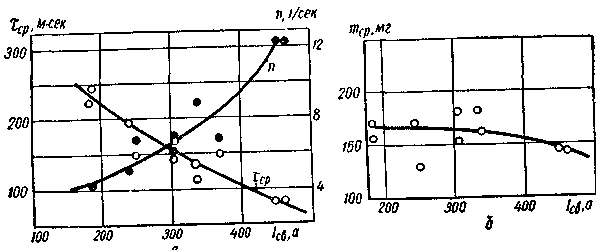 τср, м·сек
n, 1/сек
300
200
100
12
8
4
n
τср
100 200 300 400 Iсв, а
а
mср, мг
200
150
100
200 300 400 Iсв, а
б